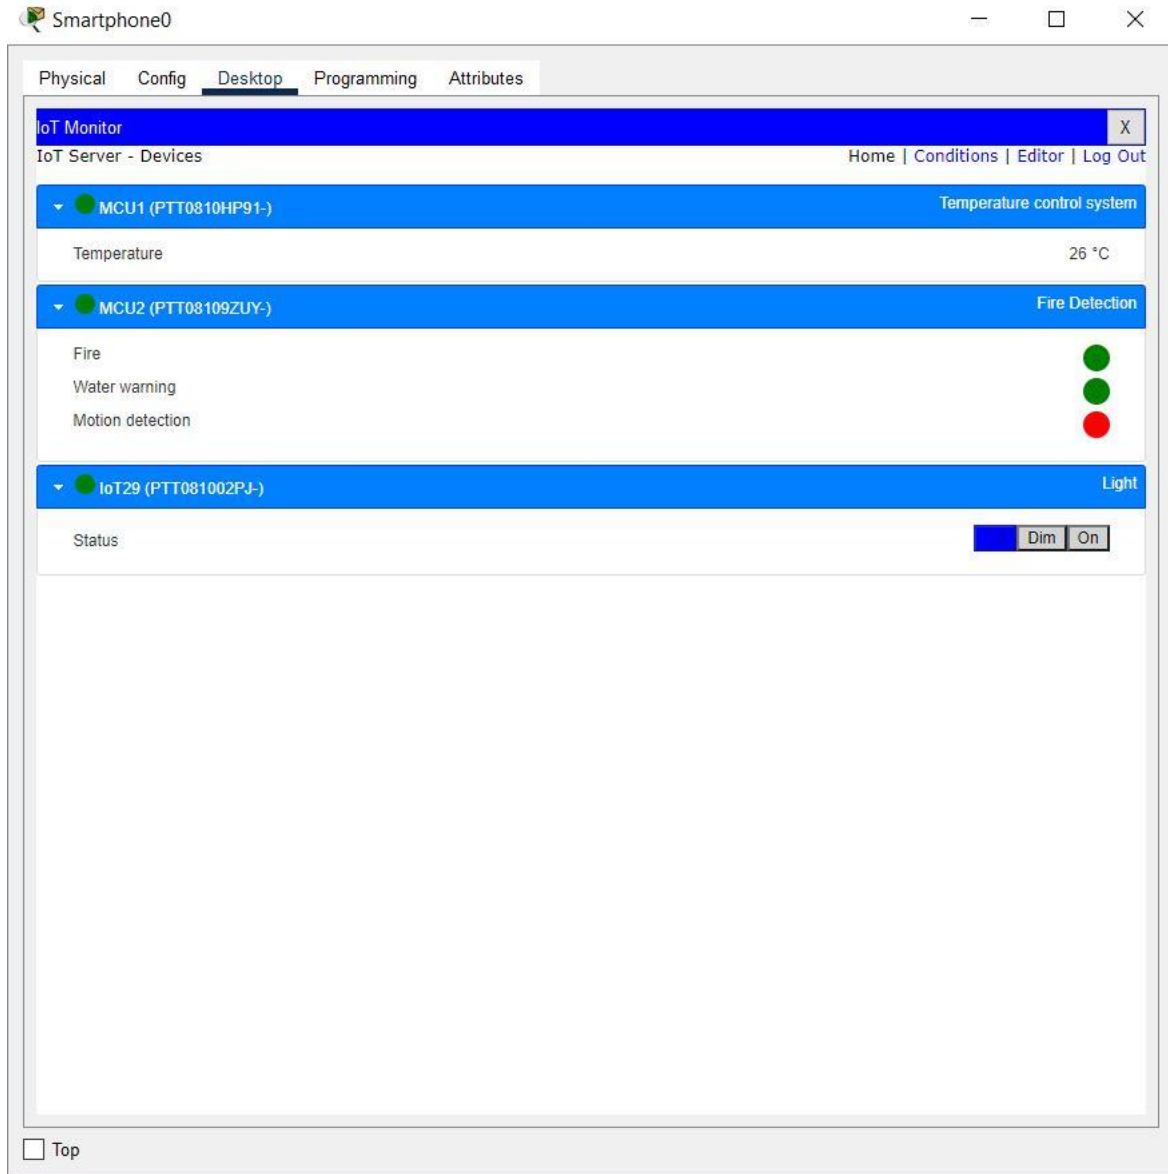 Smartphone0
Physical Config Desktop Programming Attributes
IoT Monitor X
IoT Server - Devices Home | Conditions | Editor | Log Out
MCU1 (PTT0810HP91-) Temperature control system
Temperature 26 °C
MCU2 (PTT08109ZUY-) Fire Detection
Fire
Water warning
Motion detection
IoT29 (PTT081002PJ-) Light
Status Dim On
Top